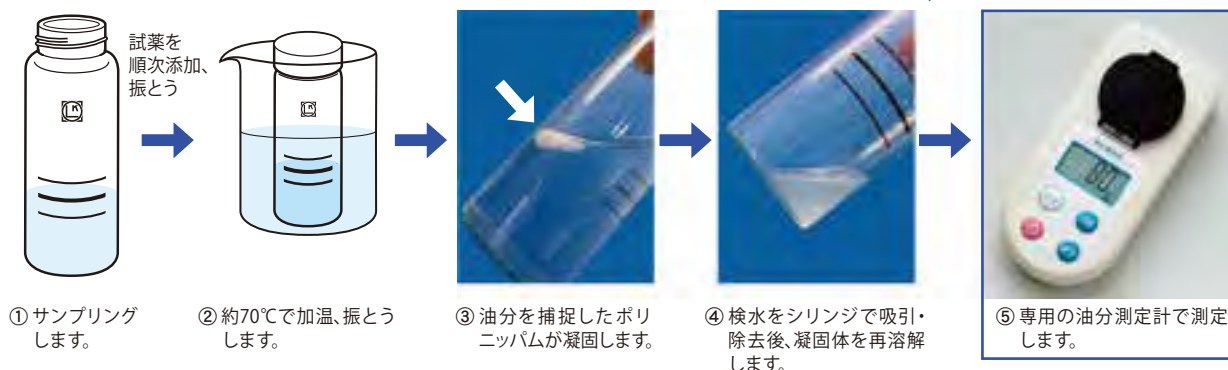 試薬を
順次添加、
振とう
① サンプリング
します。
② 約70℃で加温、振とう
します。
③ 油分を捕捉したポリ
ニッパムが凝固します。
④ 検水をシリンジで吸引・
除去後、凝固体を再溶解
します。
⑤ 専用の油分測定計で測定
します。